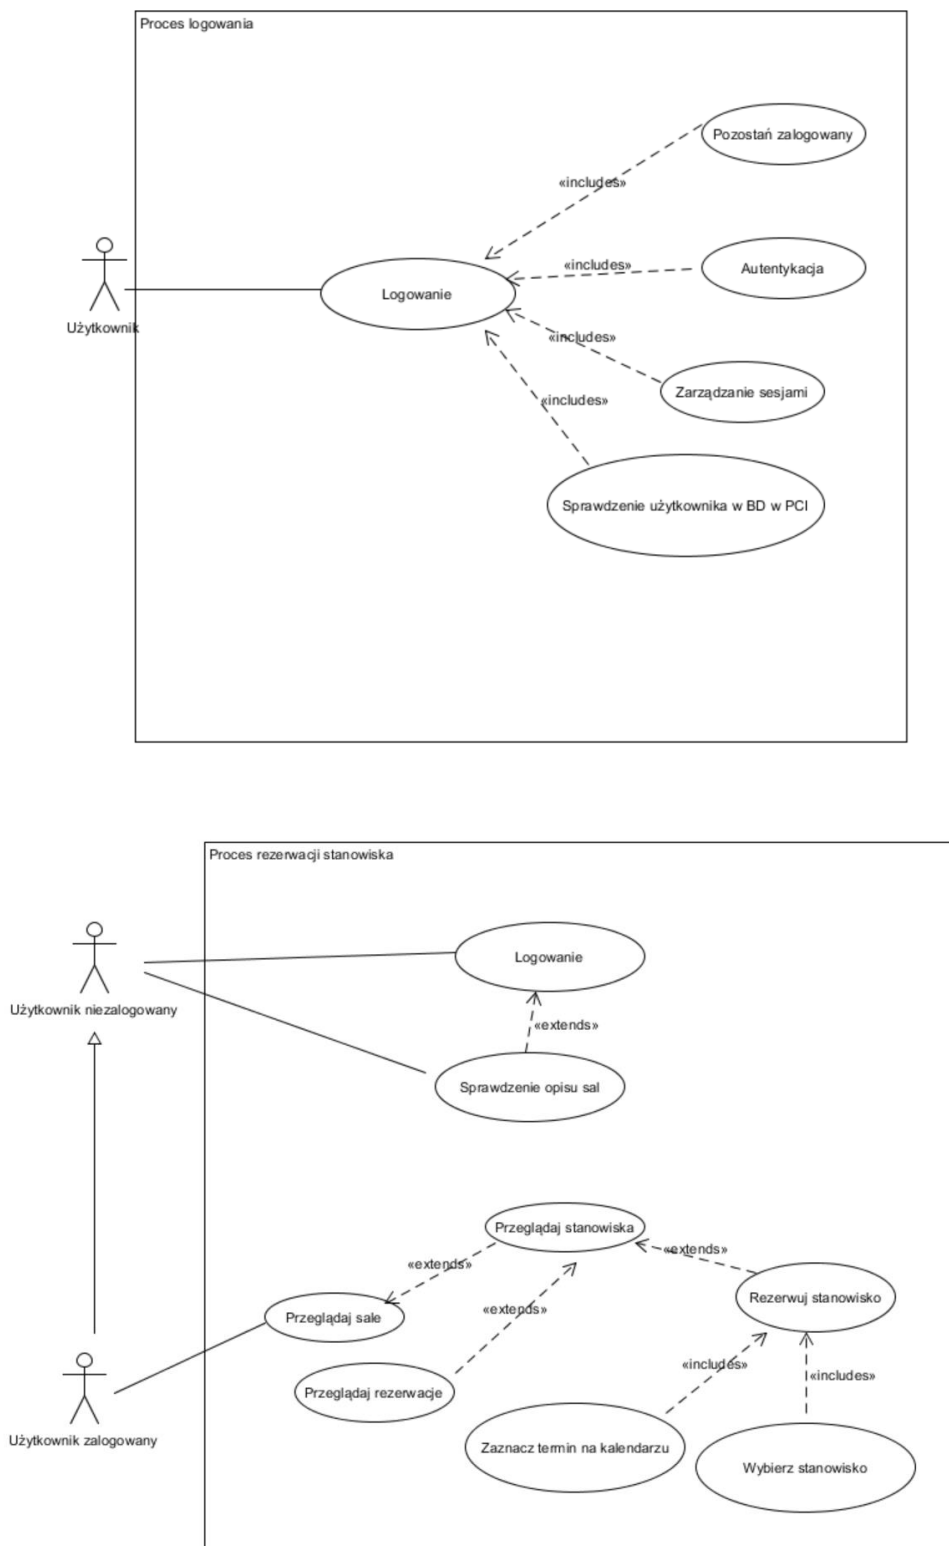 Proces logowania
Pozostań zalogowany
«includes»
«includes»
Autentykacja
Logowanie
Użytkownik
«includes»
Zarządzanie sesjami
«includes»
Sprawdzenie użytkownika w BD w PCI
Proces rezerwacji stanowiska
Logowanie
Użytkownik niezalogowany
«extends»
Sprawdzenie opisu sal
Przeglądaj stanowiska
«extends»
«extends»
Rezerwuj stanowisko
«extends»
Przeglądaj sale
«includes»
«includes»
Przeglądaj rezerwacje
Użytkownik zalogowany
Zaznacz termin na kalendarzu
Wybierz stanowisko